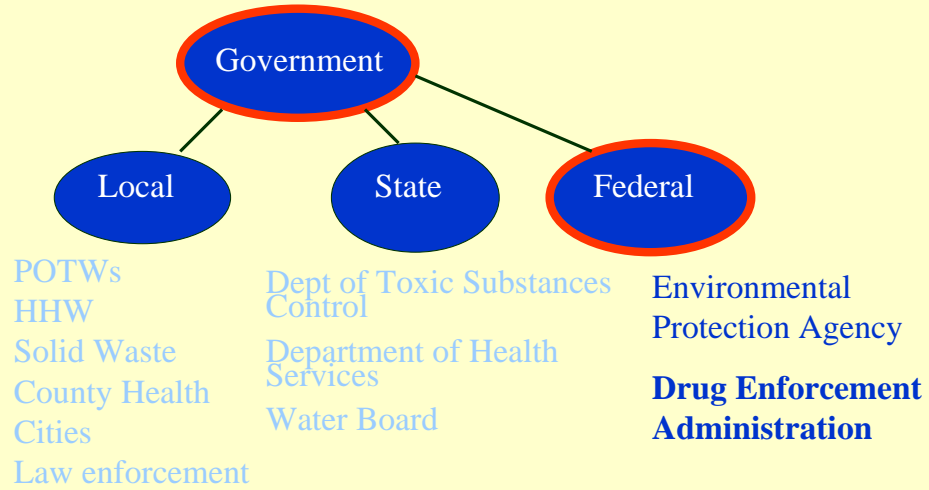 Government
Local
State
Federal
POTWs
HHW
Solid Waste
County Health
Cities
Law enforcement
Dept of Toxic Substances
Control
Department of Health
Services
Water Board
Environmental
Protection Agency
Drug Enforcement
Administration